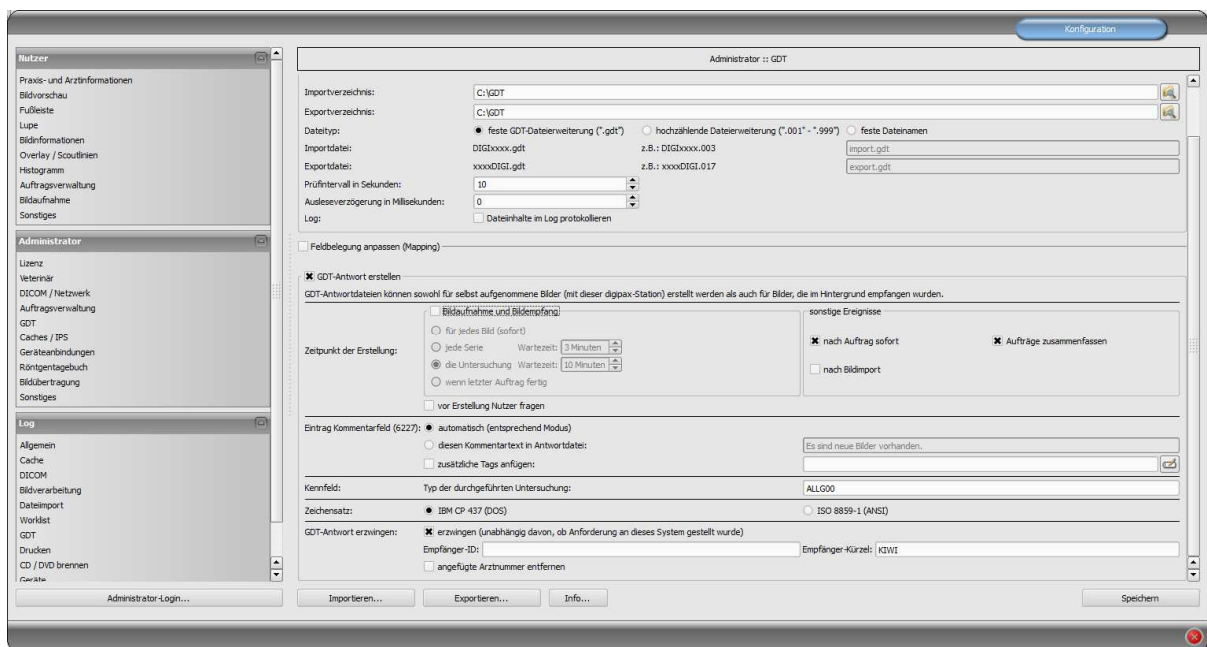 Konfiguration
Nutzer
Praxis- und Arztinformationen
Bildvorschau
Fußleiste
Lupe
Bildinformationen
Overlay / Scoutlinien
Histogramm
Auftragsverwaltung
Bildaufnahme
Sonstiges
Administrator
Lizenz
Veterinär
DICOM / Netzwerk
Auftragsverwaltung
GDT
Caches / IPS
Geräteanbindungen
Röntgentagebuch
Bildübertragung
Sonstiges
Log
Allgemein
Cache
DICOM
Bildverarbeitung
Dateiimport
Worklist
GDT
Drucken
CD / DVD brennen
Geräte
Administrator-Login...
Administrator :: GDT
Importverzeichnis: C:\GDT
Exportverzeichnis: C:\GDT
Dateityp: feste GDT-Dateierweiterung (".gdt") hochzählende Dateierweiterung (".001" - ".999") feste Dateinamen
Importdatei: DIGIxxxx.gdt z.B.: DIGIxxxx.003 import.gdt
Exportdatei: xxxxDIGI.gdt z.B.: xxxxDIGI.017 export.gdt
Prüfintervall in Sekunden: 10
Ausleseverzögerung in Millisekunden: 0
Log: Dateiinhalte im Log protokollieren
Feldbelegung anpassen (Mapping)
GDT-Antwort erstellen
GDT-Antwortdateien können sowohl für selbst aufgenommene Bilder (mit dieser digipax-Station) erstellt werden als auch für Bilder, die im Hintergrund empfangen wurden.
Zeitpunkt der Erstellung:
Bildaufnahme und Bildempfang
für jedes Bild (sofort)
jede Serie Wartezeit: 3 Minuten
die Untersuchung Wartezeit: 10 Minuten
wenn letzter Auftrag fertig
vor Erstellung Nutzer fragen
sonstige Ereignisse
nach Auftrag sofort Aufträge zusammenfassen
nach Bildimport
Eintrag Kommentarfeld (6227): automatisch (entsprechend Modus)
diesen Kommentartext in Antwortdatei: Es sind neue Bilder vorhanden.
zusätzliche Tags anfügen:
Kennfeld: Typ der durchgeführten Untersuchung: ALLG00
Zeichensatz: IBM CP 437 (DOS) ISO 8859-1 (ANSI)
GDT-Antwort erzwingen: erzwingen (unabhängig davon, ob Anforderung an dieses System gestellt wurde)
Empfänger-ID: Empfänger-Kürzel: KIWI
angefügte Arztnummer entfernen
Importieren... Exportieren... Info... Speichern